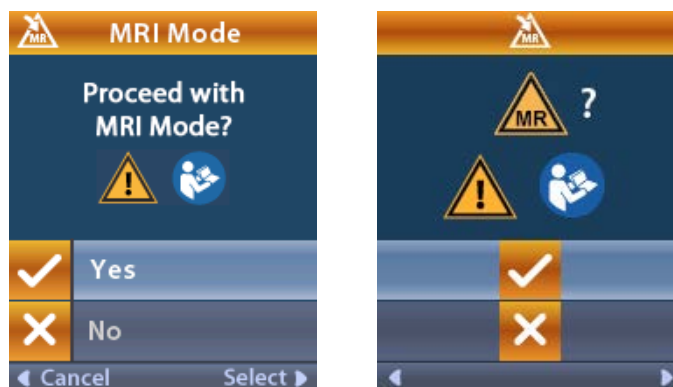 MR
MRI Mode
Proceed with
MRI Mode?
!
Yes
No
Cancel
Select
MR
MR
?
!